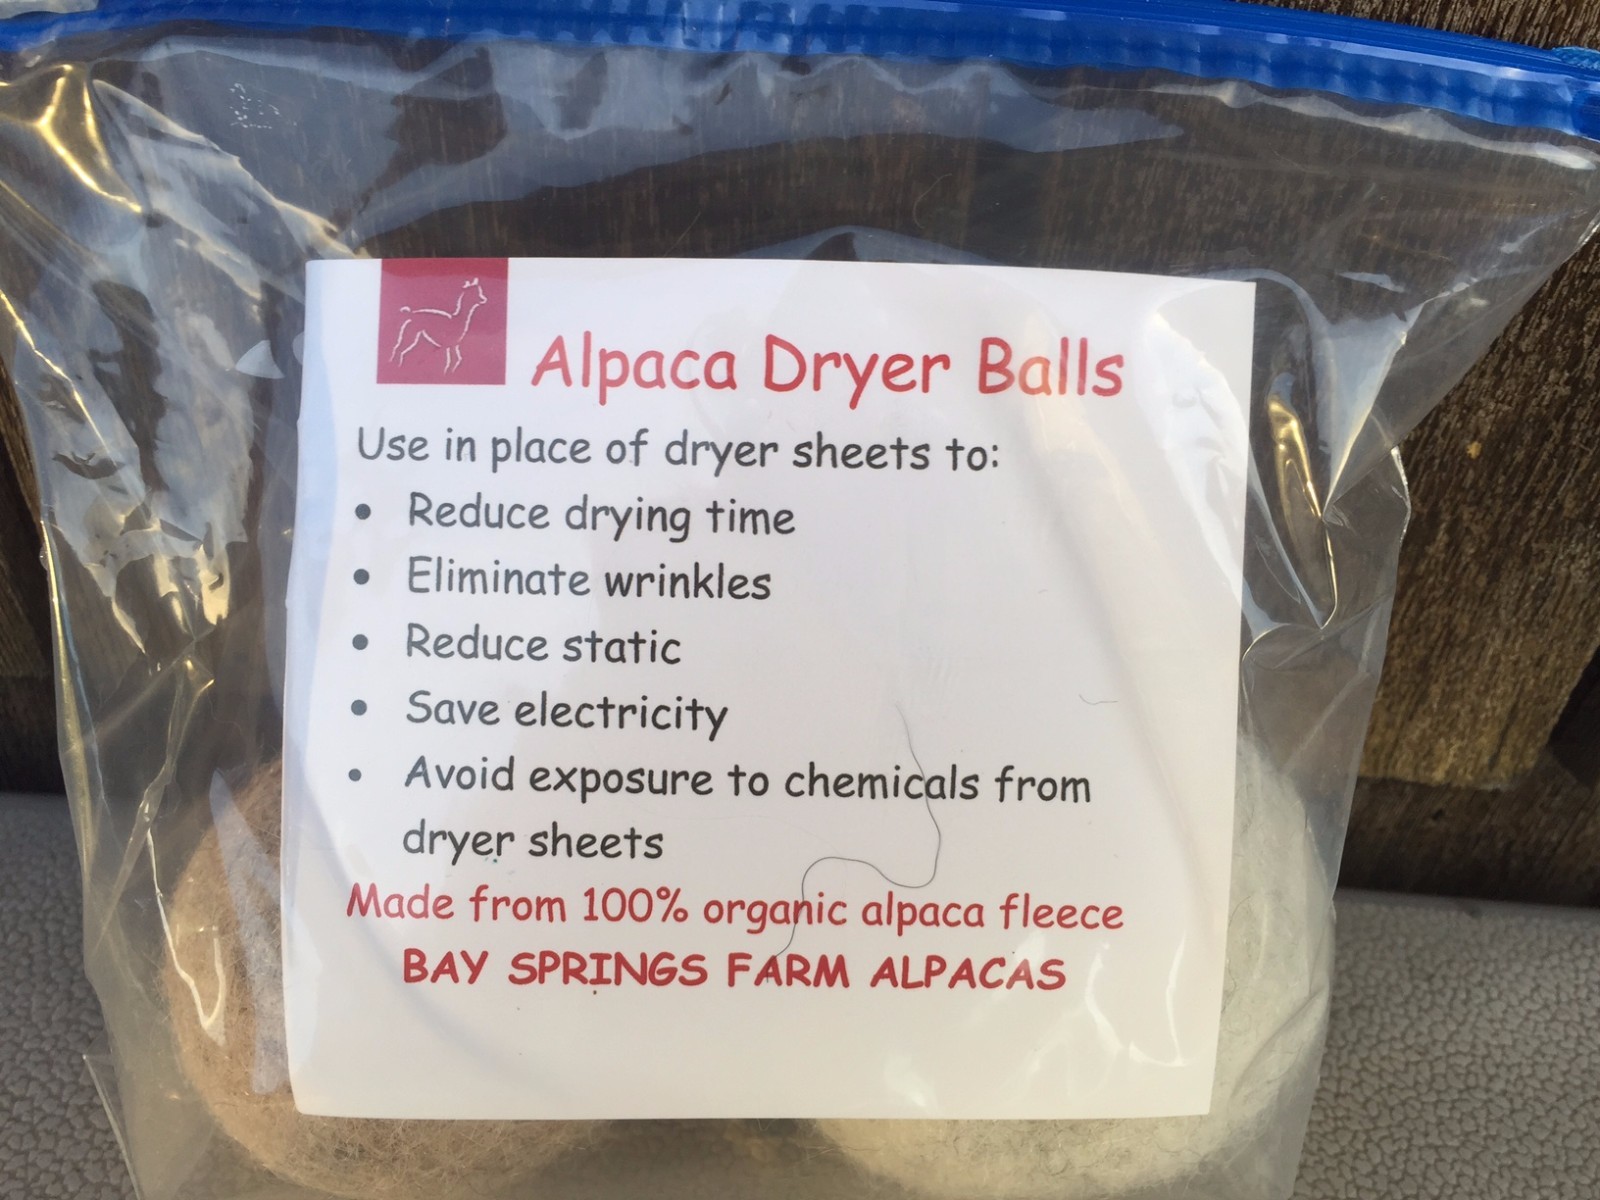 Alpaca Dryer Balls
Use in place of dryer sheets to:
• Reduce drying time
• Eliminate wrinkles
• Reduce static
• Save electricity
• Avoid exposure to chemicals from
dryer sheets
Made from 100% organic alpaca fleece
BAY SPRINGS FARM ALPACAS